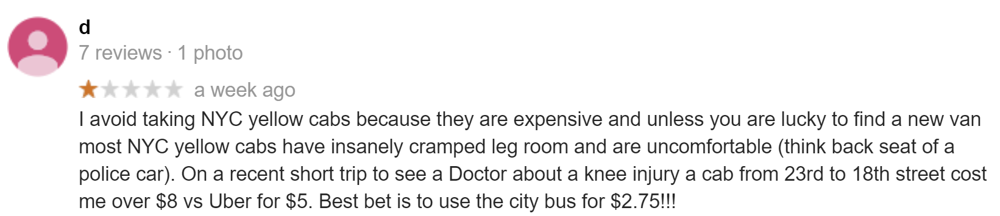 d
7 reviews · 1 photo
a week ago
I avoid taking NYC yellow cabs because they are expensive and unless you are lucky to find a new van
most NYC yellow cabs have insanely cramped leg room and are uncomfortable (think back seat of a
police car). On a recent short trip to see a Doctor about a knee injury a cab from 23rd to 18th street cost
me over $8 vs Uber for $5. Best bet is to use the city bus for $2.75!!!